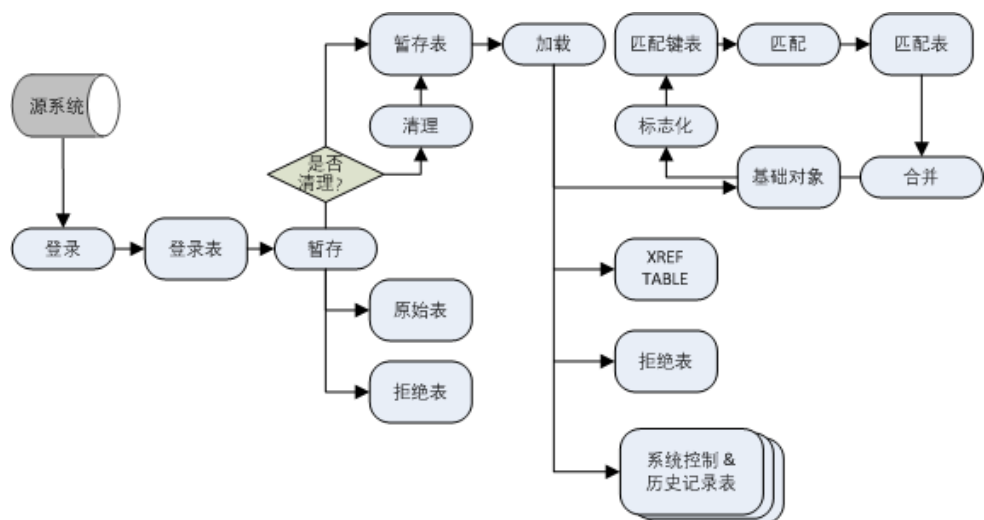 暂存表
加载
匹配键表
匹配
匹配表
源系统
清理
标志化
是否
清理?
基础对象
合并
登录
登录表
暂存
XREF
TABLE
原始表
拒绝表
拒绝表
系统控制 &
历史记录表